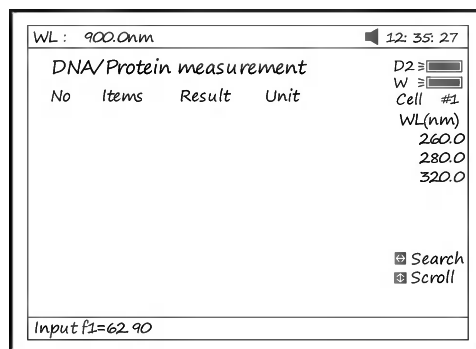 WL : 900.0nm 12: 35: 27
DNA/Protein measurement
D2
W
No Items Result Unit
Cell #1
WL(nm)
260.0
280.0
320.0
Search
Scroll
Input f1=62.90